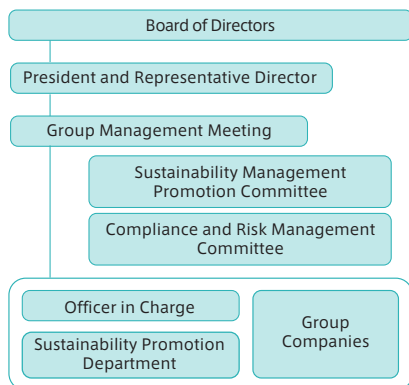 Board of Directors
President and Representative Director
Group Management Meeting
Sustainability Management
Promotion Committee
Compliance and Risk Management
Committee
Officer in Charge
Sustainability Promotion
Department
Group
Companies